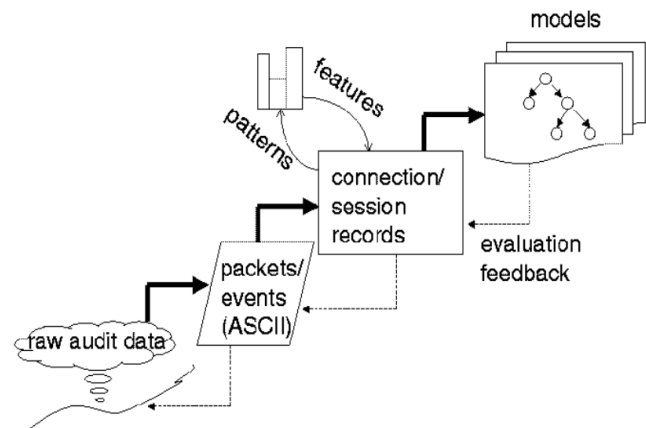 models
features
patterns
connection/
session
records
evaluation
feedback
packets/
events
(ASCII)
raw audit data